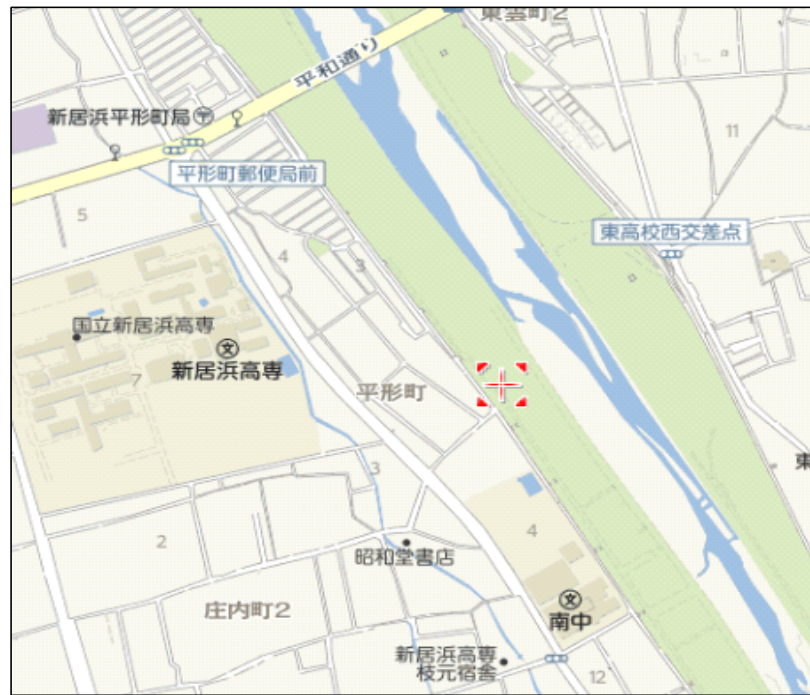 東雲町2
平和通り
新居浜平形町局
11
平形町郵便局前
5
東高校西交差点
4
3
国立新居浜高専
新居浜高専
7
平形町
3
東
2
4
昭和堂書店
庄内町2
南中
新居浜高専
枝元宿舎
12